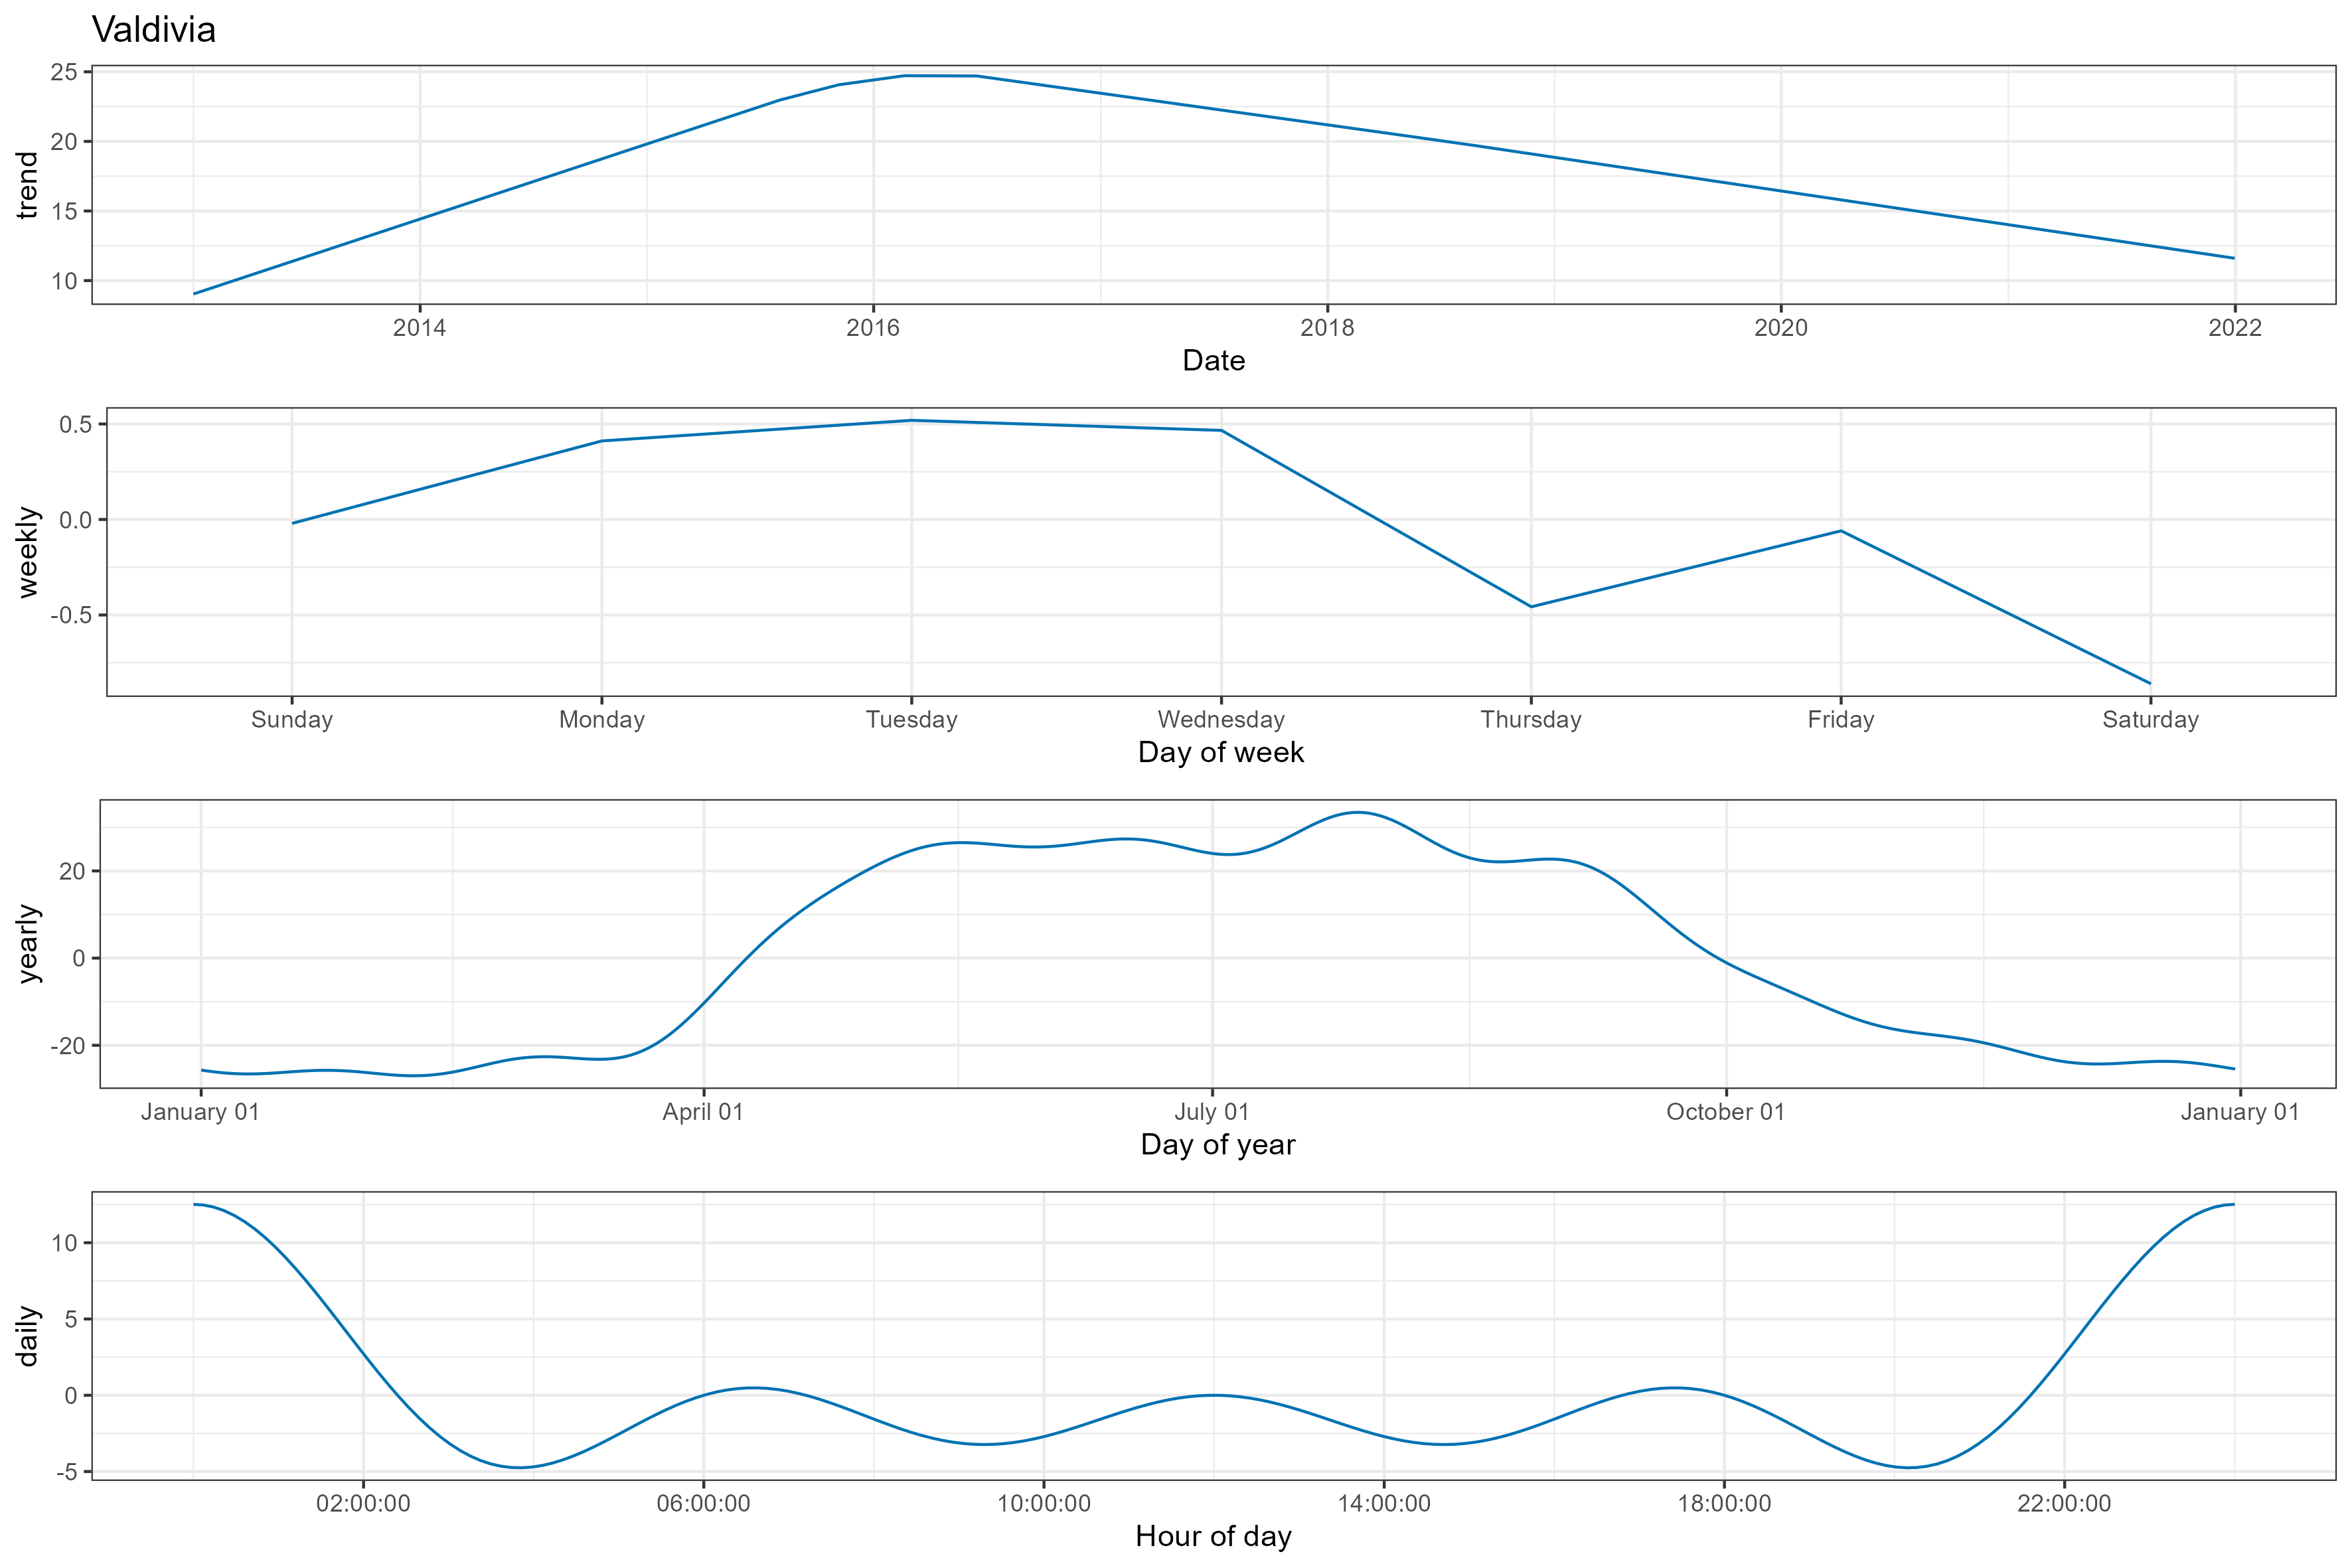 Valdivia
trend
25
20
15
10
2014 2016 2018 2020 2022
Date
weekly
0.5
0.0
-0.5
Sunday Monday Tuesday Wednesday Thursday Friday Saturday
Day of week
yearly
20
0
-20
January 01 April 01 July 01 October 01 January 01
Day of year
daily
10
5
0
-5
02:00:00 06:00:00 10:00:00 14:00:00 18:00:00 22:00:00
Hour of day